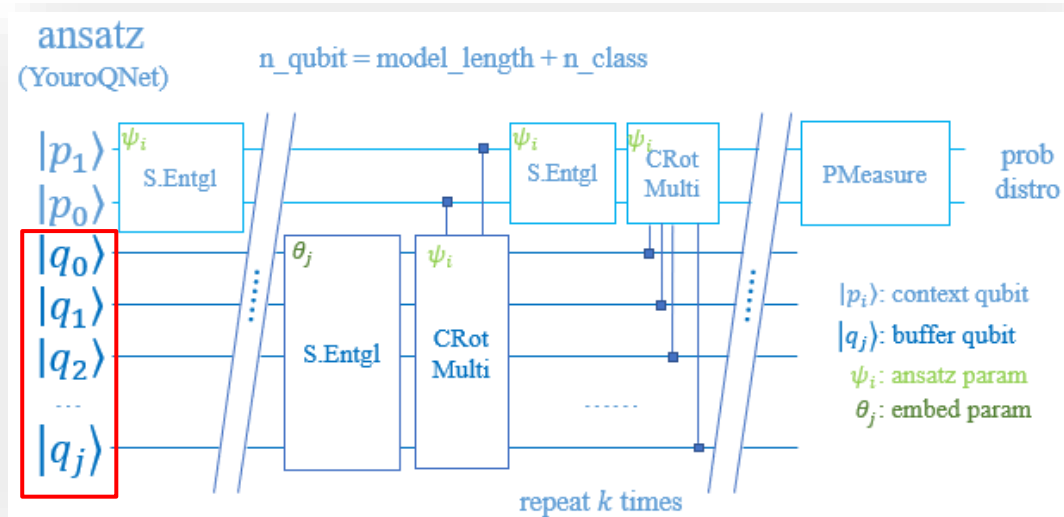 ansatz
(YouroQNet)
n_qubit = model_length + n_class
|p₁⟩
|p₀⟩
|q₀⟩
|q₁⟩
|q₂⟩
...
|qⱼ⟩
ψᵢ
S.Entgl
θⱼ
S.Entgl
ψᵢ
CRot
Multi
ψᵢ
S.Entgl
ψᵢ
CRot
Multi
......
PMeasure
prob
distro
|pᵢ⟩: context qubit
|qⱼ⟩: buffer qubit
ψᵢ: ansatz param
θⱼ: embed param
repeat k times